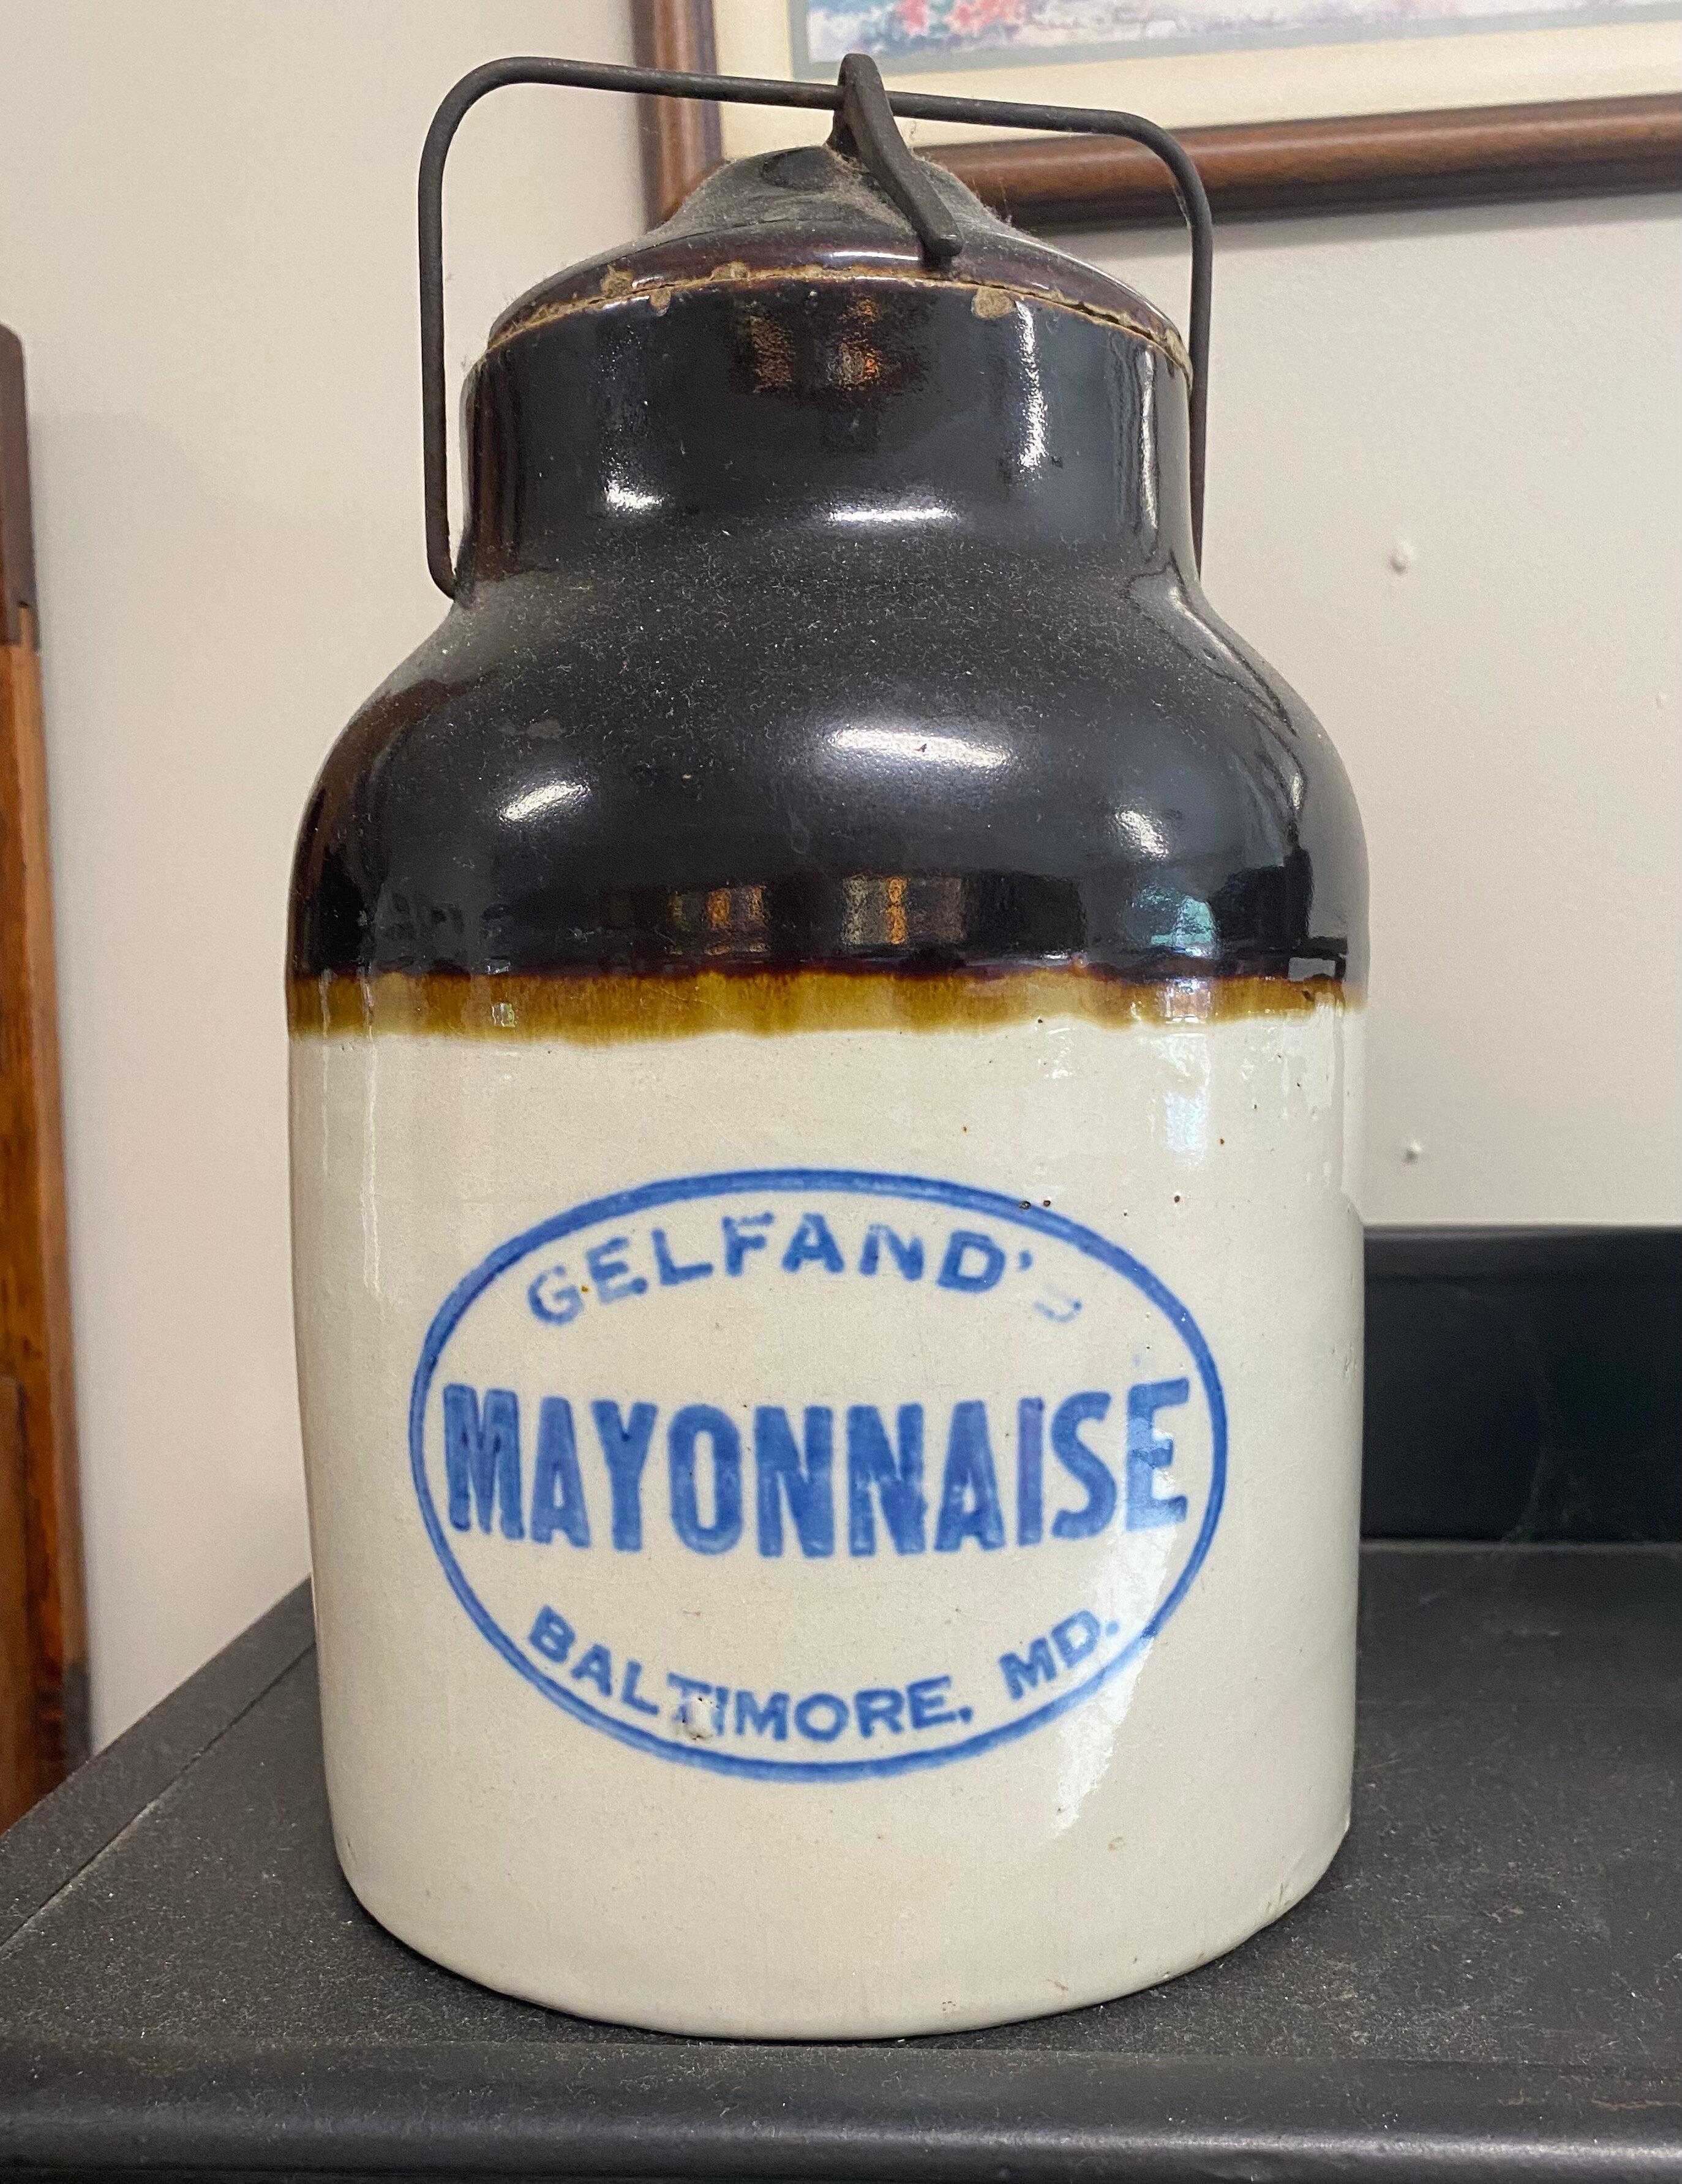 GELFAND'S
MAYONNAISE
BALTIMORE, MD.